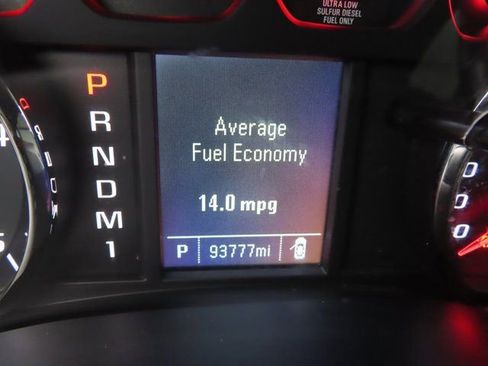 ULTRA LOW
SULFUR DIESEL
FUEL ONLY
P
R
N
D
M
1
Average
Fuel Economy
14.0 mpg
P 93777mi